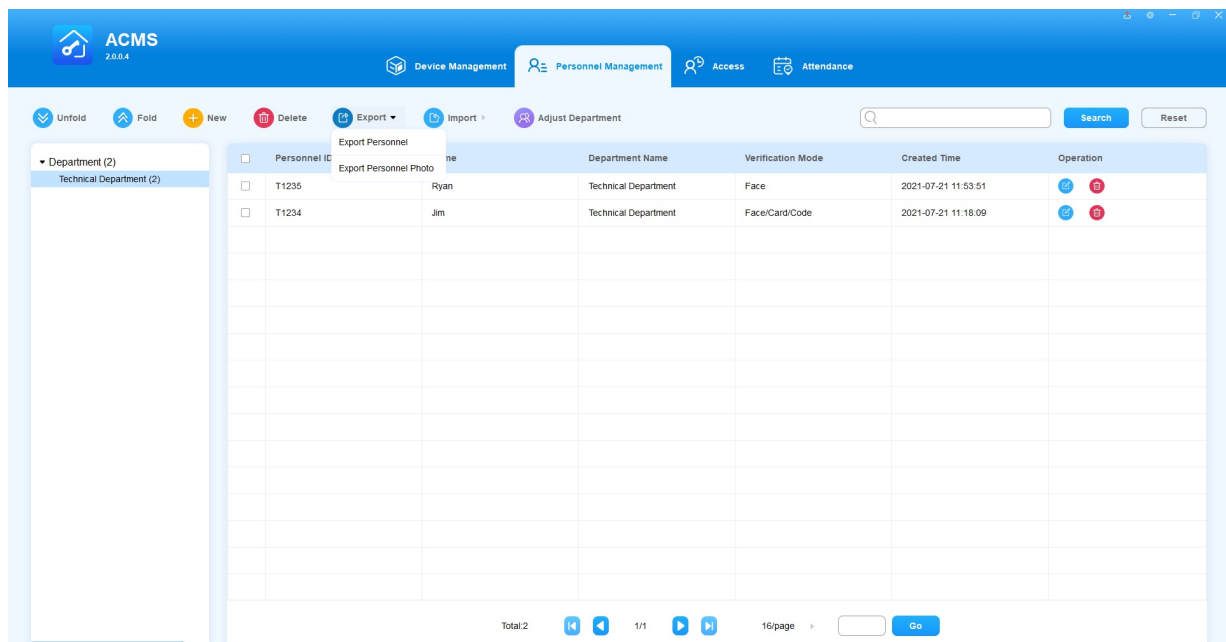 ACMS
2.0.0.4
Device Management
Personnel Management
Access
Attendance
Unfold
Fold
New
Delete
Export
Import
Adjust Department
Search
Reset
Export Personnel
Export Personnel Photo
Department (2)
Technical Department (2)
Personnel ID
Department Name
Verification Mode
Created Time
Operation
T1235 Ryan Technical Department Face 2021-07-21 11:53:51
T1234 Jim Technical Department Face/Card/Code 2021-07-21 11:18:09
Total:2
1/1
16/page
Go